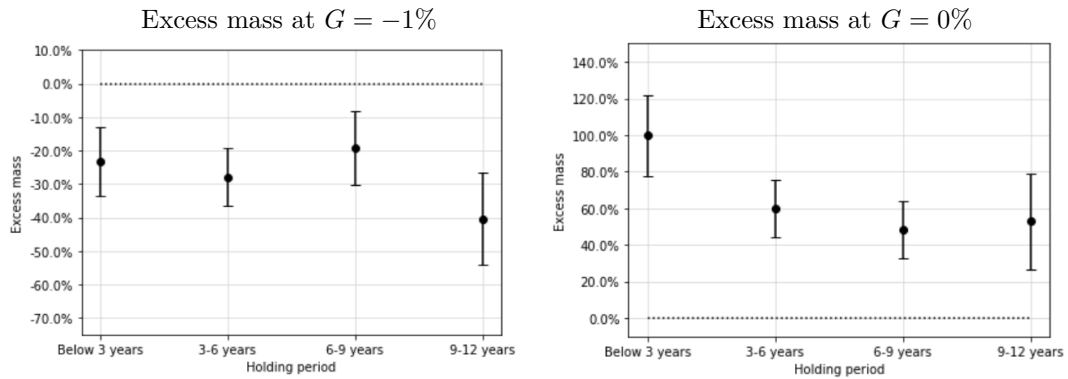 Excess mass at G = −1%
10.0%
0.0%
-10.0%
-20.0%
-30.0%
-40.0%
-50.0%
-60.0%
-70.0%
Excess mass
Below 3 years 3-6 years 6-9 years 9-12 years
Holding period
Excess mass at G = 0%
140.0%
120.0%
100.0%
80.0%
60.0%
40.0%
20.0%
0.0%
Excess mass
Below 3 years 3-6 years 6-9 years 9-12 years
Holding period